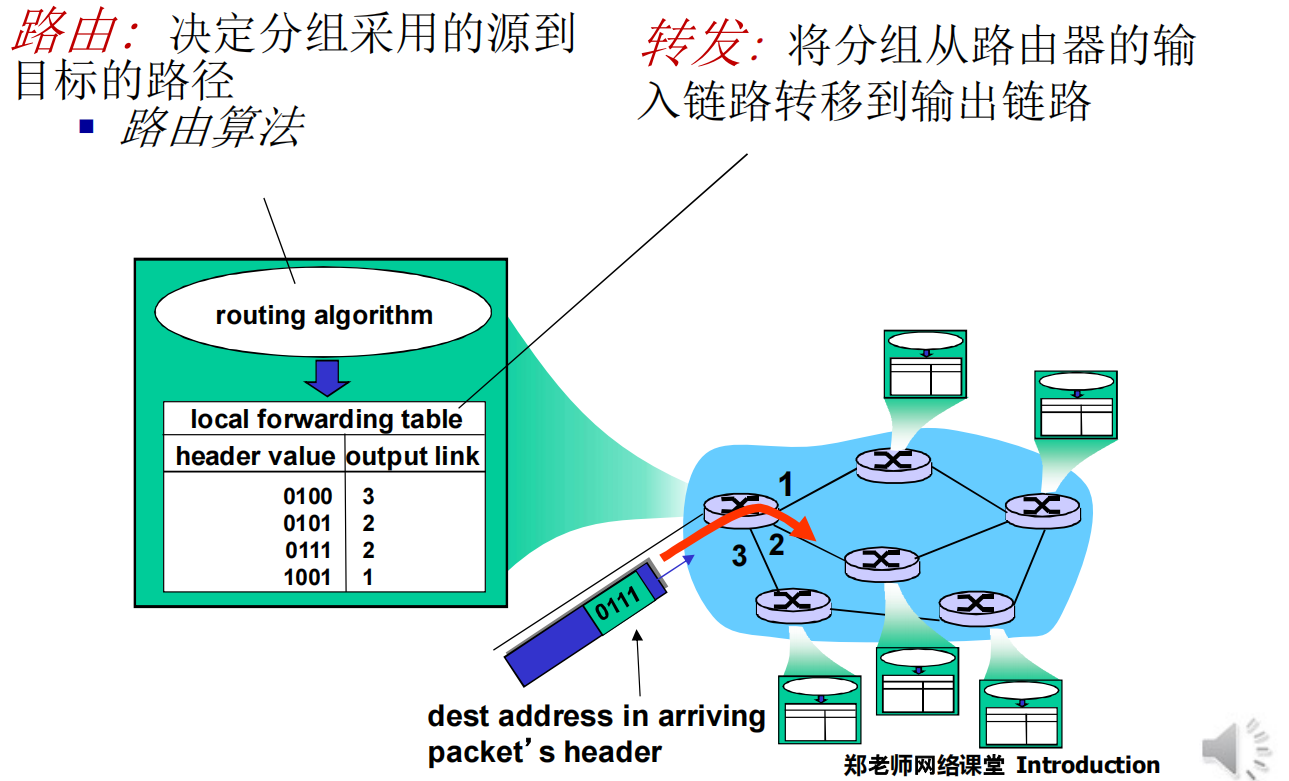 路由：决定分组采用的源到
目标的路径
路由算法
转发：将分组从路由器的输
入链路转移到输出链路
routing algorithm
local forwarding table
header value output link
0100 3
0101 2
0111 2
1001 1
1
2
3
0111
dest address in arriving
packet’s header
郑老师网络课堂 Introduction